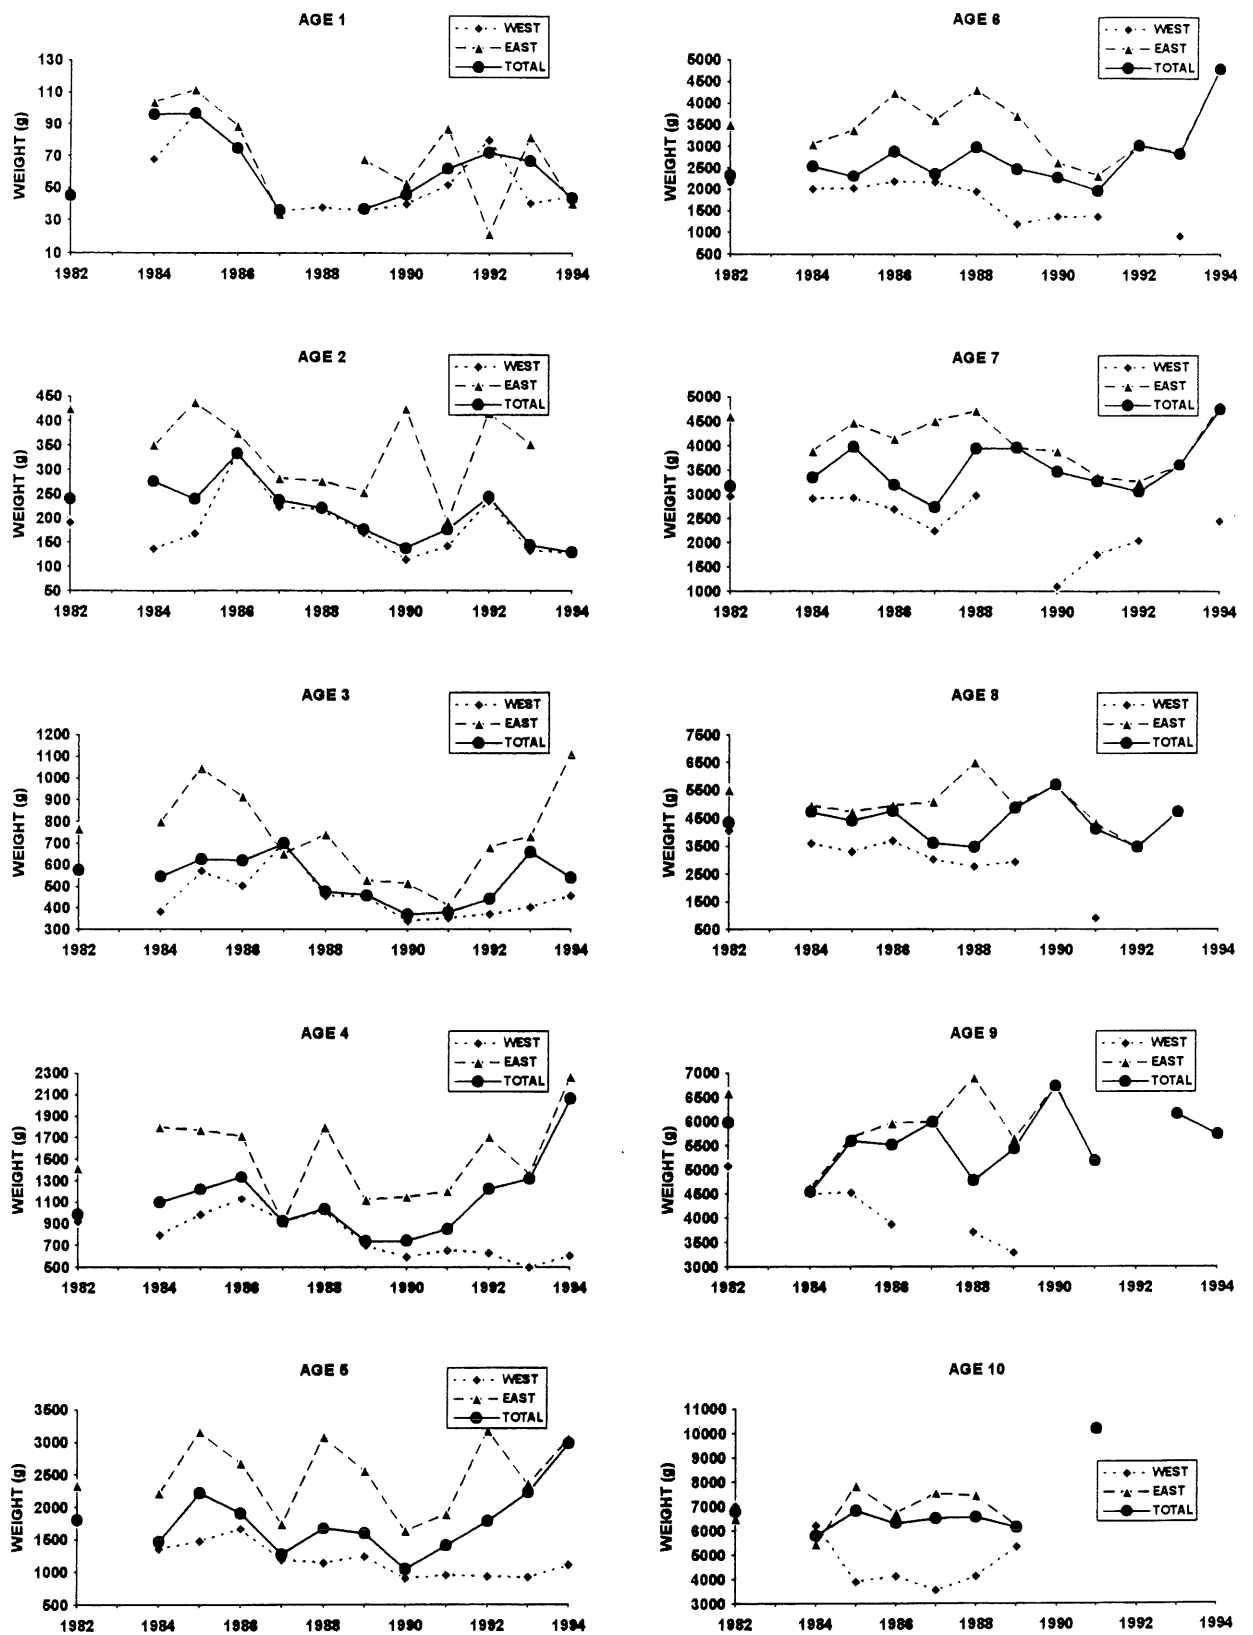 AGE 1
WEST
EAST
TOTAL
WEIGHT (g)
130
110
90
70
50
30
10
1982 1984 1986 1988 1990 1992 1994
AGE 2
WEST
EAST
TOTAL
WEIGHT (g)
450
400
350
300
250
200
150
100
50
1982 1984 1986 1988 1990 1992 1994
AGE 3
WEST
EAST
TOTAL
WEIGHT (g)
1200
1100
1000
900
800
700
600
500
400
300
1982 1984 1986 1988 1990 1992 1994
AGE 4
WEST
EAST
TOTAL
WEIGHT (g)
2300
2100
1900
1700
1500
1300
1100
900
700
500
1982 1984 1986 1988 1990 1992 1994
AGE 5
WEST
EAST
TOTAL
WEIGHT (g)
3500
3000
2500
2000
1500
1000
500
1982 1984 1986 1988 1990 1992 1994
AGE 6
WEST
EAST
TOTAL
WEIGHT (g)
5000
4500
4000
3500
3000
2500
2000
1500
1000
500
1982 1984 1986 1988 1990 1992 1994
AGE 7
WEST
EAST
TOTAL
WEIGHT (g)
5000
4500
4000
3500
3000
2500
2000
1500
1000
1982 1984 1986 1988 1990 1992 1994
AGE 8
WEST
EAST
TOTAL
WEIGHT (g)
7500
6500
5500
4500
3500
2500
1500
500
1982 1984 1986 1988 1990 1992 1994
AGE 9
WEST
EAST
TOTAL
WEIGHT (g)
7000
6500
6000
5500
5000
4500
4000
3500
3000
1982 1984 1986 1988 1990 1992 1994
AGE 10
WEST
EAST
TOTAL
WEIGHT (g)
11000
10000
9000
8000
7000
6000
5000
4000
3000
1982 1984 1986 1988 1990 1992 1994